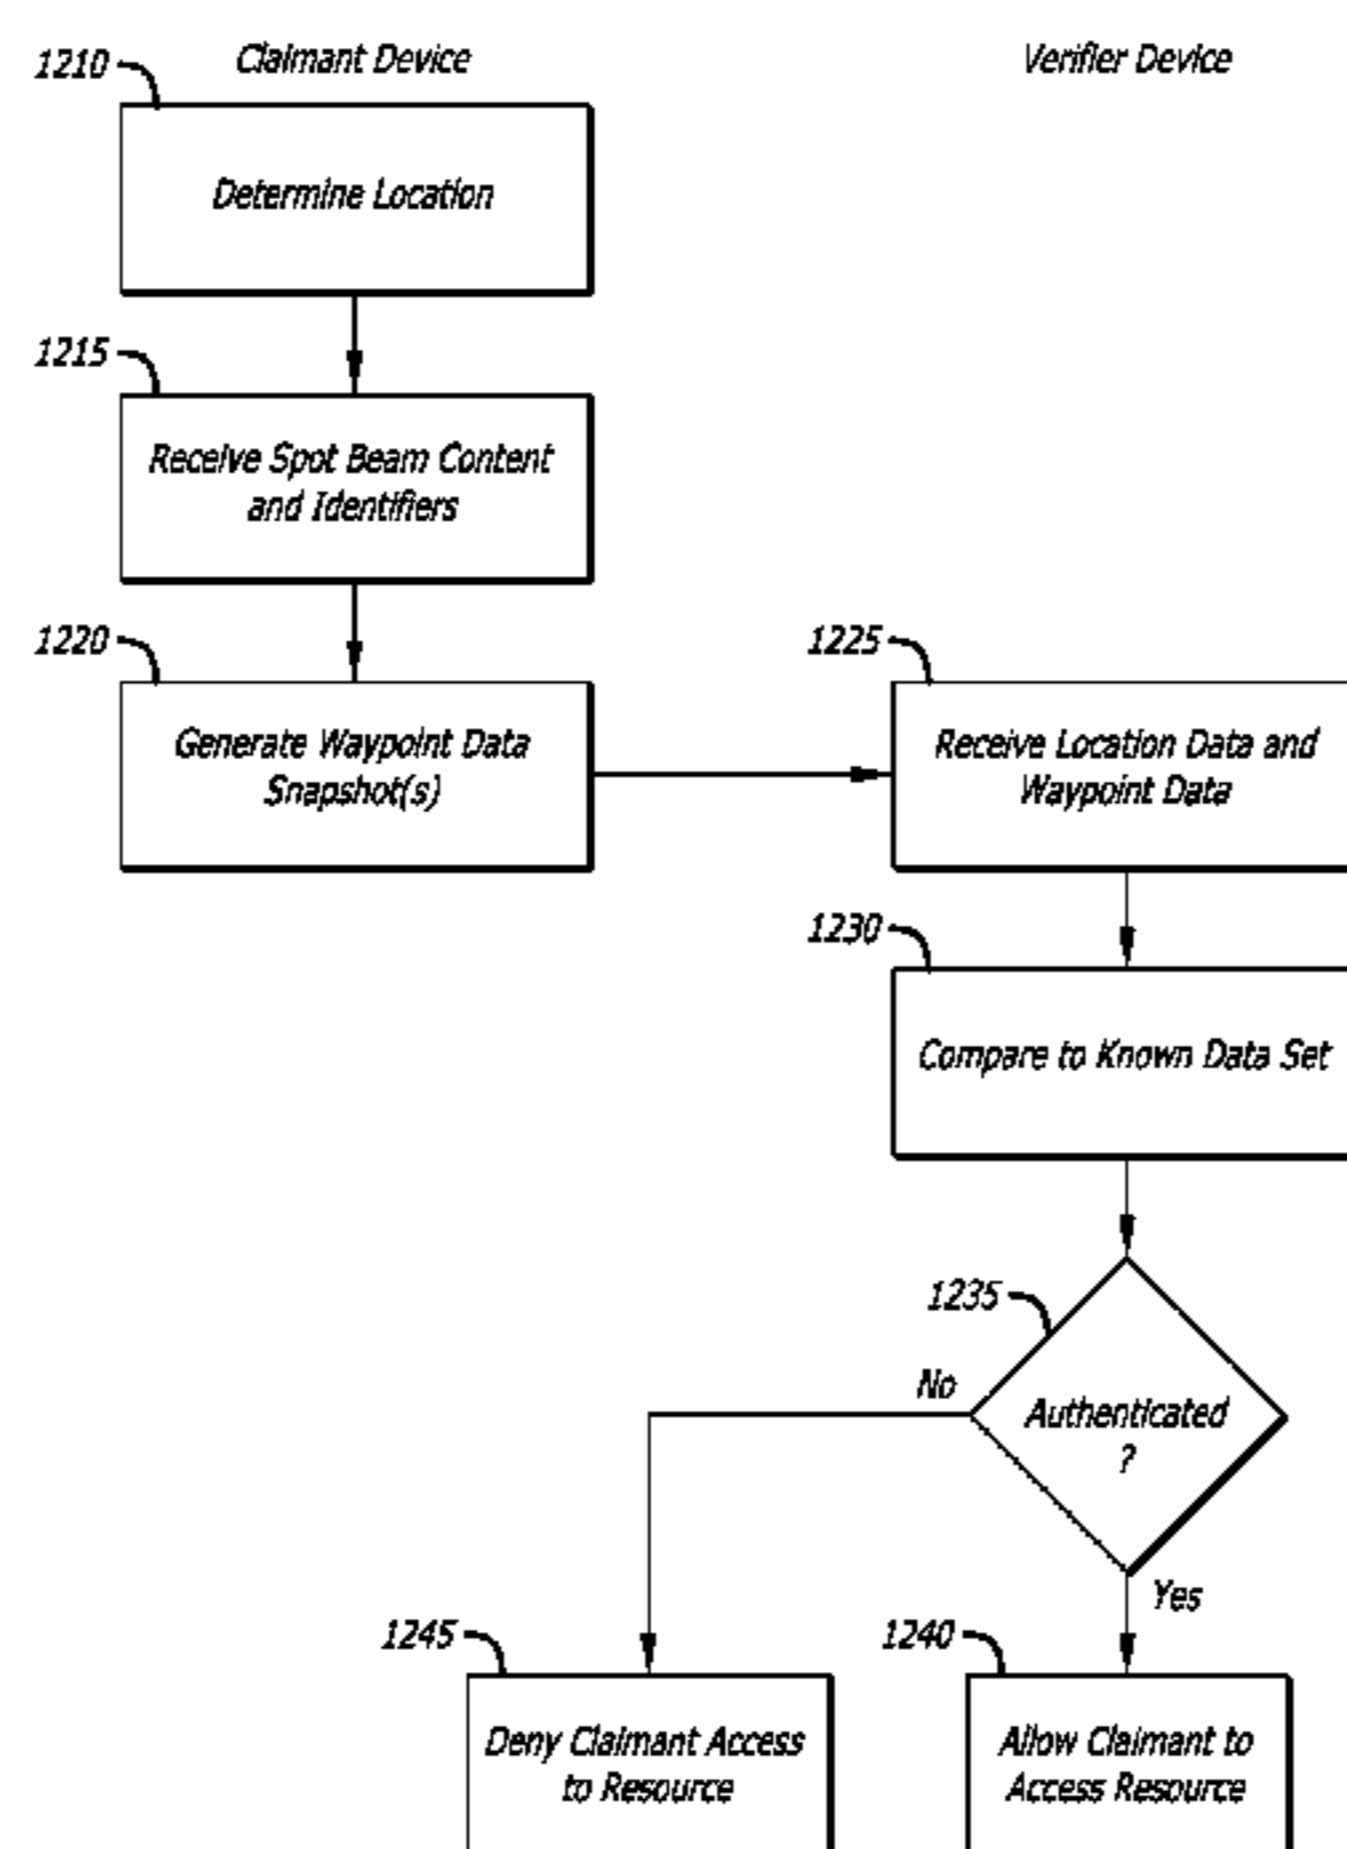 Claimant Device
Verifier Device
1210
Determine Location
1215
Receive Spot Beam Content
and Identifiers
1220
Generate Waypoint Data
Snapshot(s)
1225
Receive Location Data and
Waypoint Data
1230
Compare to Known Data Set
1235
Authenticated
?
No
Yes
1245
Deny Claimant Access
to Resource
1240
Allow Claimant to
Access Resource